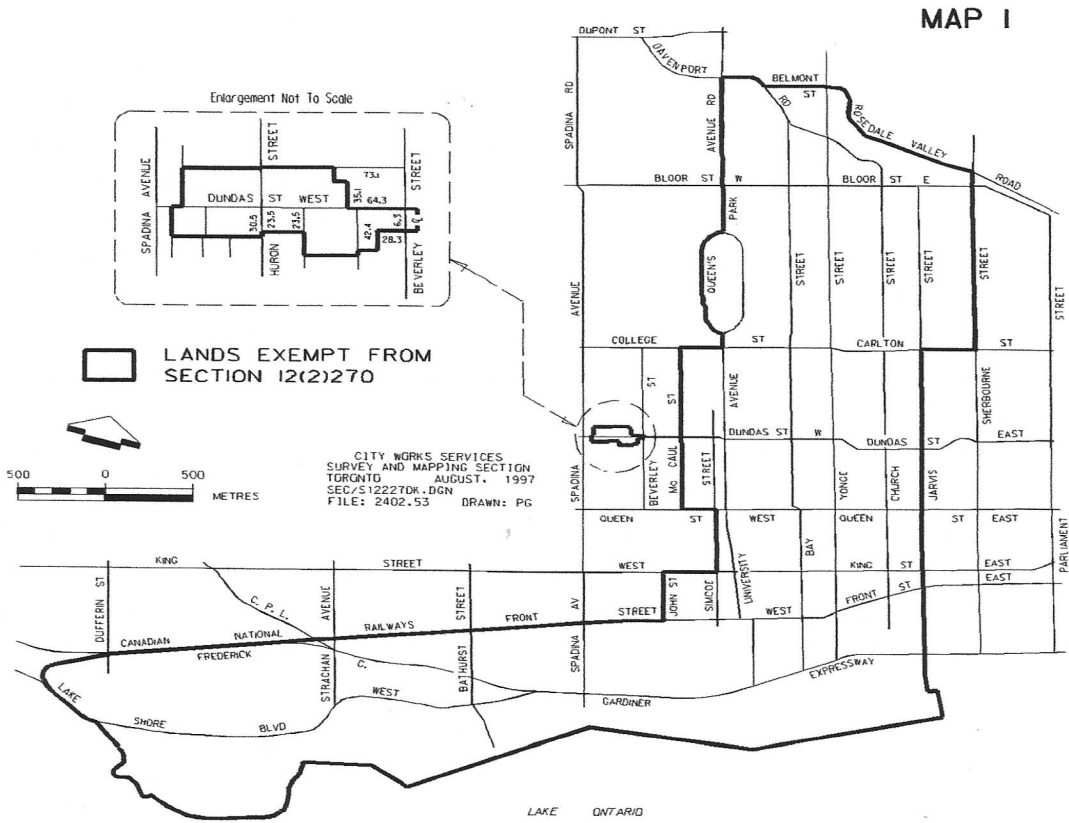 MAP 1
DUPONT ST
DAVENPORT
RD
BELMONT
ST
ROSEDALE VALLEY
ROAD
SPADINA RD
AVENUE RD
BLOOR ST W
BLOOR ST E
PARK
QUEEN'S
AVENUE
STREET
STREET
STREET
STREET
STREET
Enlargement Not To Scale
SPADINA AVENUE
STREET
STREET
73.1
DUNDAS ST WEST
35.1
64.3
30.5
23.5
23.5
42.4
6.3
28.3
HURON
BEVERLEY
LANDS EXEMPT FROM
SECTION 12(2)270
COLLEGE ST
CARLTON ST
ST
ST
AVENUE
SHERBOURNE
DUNDAS ST W
DUNDAS ST EAST
500 0 500
METRES
CITY WORKS SERVICES
SURVEY AND MAPPING SECTION
TORONTO AUGUST, 1997
SEC/S12227DK.DGN
FILE: 2402.53 DRAWN: PG
SPADINA
BEVERLEY
Mc CAUL
STREET
YONGE
CHURCH
JARVIS
QUEEN ST WEST
QUEEN ST EAST
PARLIAMENT
BAY
UNIVERSITY
SIMCOE
JOHN ST
KING STREET WEST
KING ST EAST
FRONT ST EAST
DUFFERIN ST
C. P. L.
AVENUE
STREET
AV
CANADIAN NATIONAL RAILWAYS
FRONT STREET WEST
FREDERICK
C.
STRACHAN
BATHURST
SPADINA
WEST
GARDINER
EXPRESSWAY
LAKE
SHORE BLVD
LAKE ONTARIO